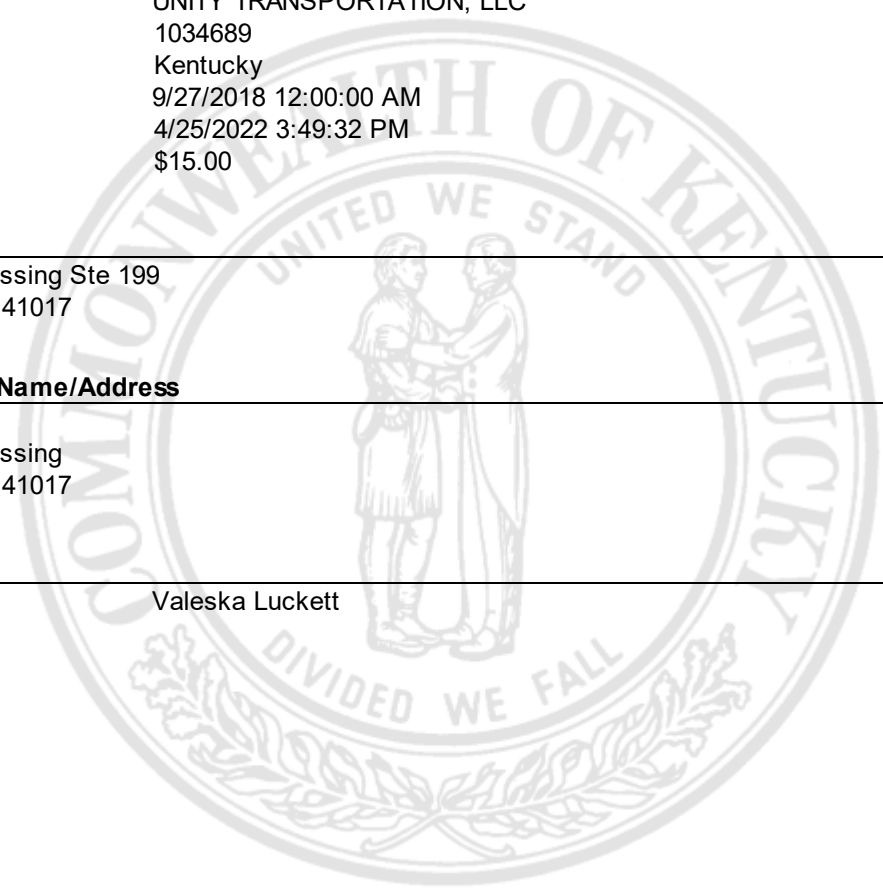 UNITY TRANSPORTATION, LLC
1034689
Kentucky
9/27/2018 12:00:00 AM
4/25/2022 3:49:32 PM
$15.00
ssing Ste 199
41017
Name/Address
ssing
41017
Valeska Luckett
COMMONWEALTH OF KENTUCKY
UNITED WE STAND
DIVIDED WE FALL